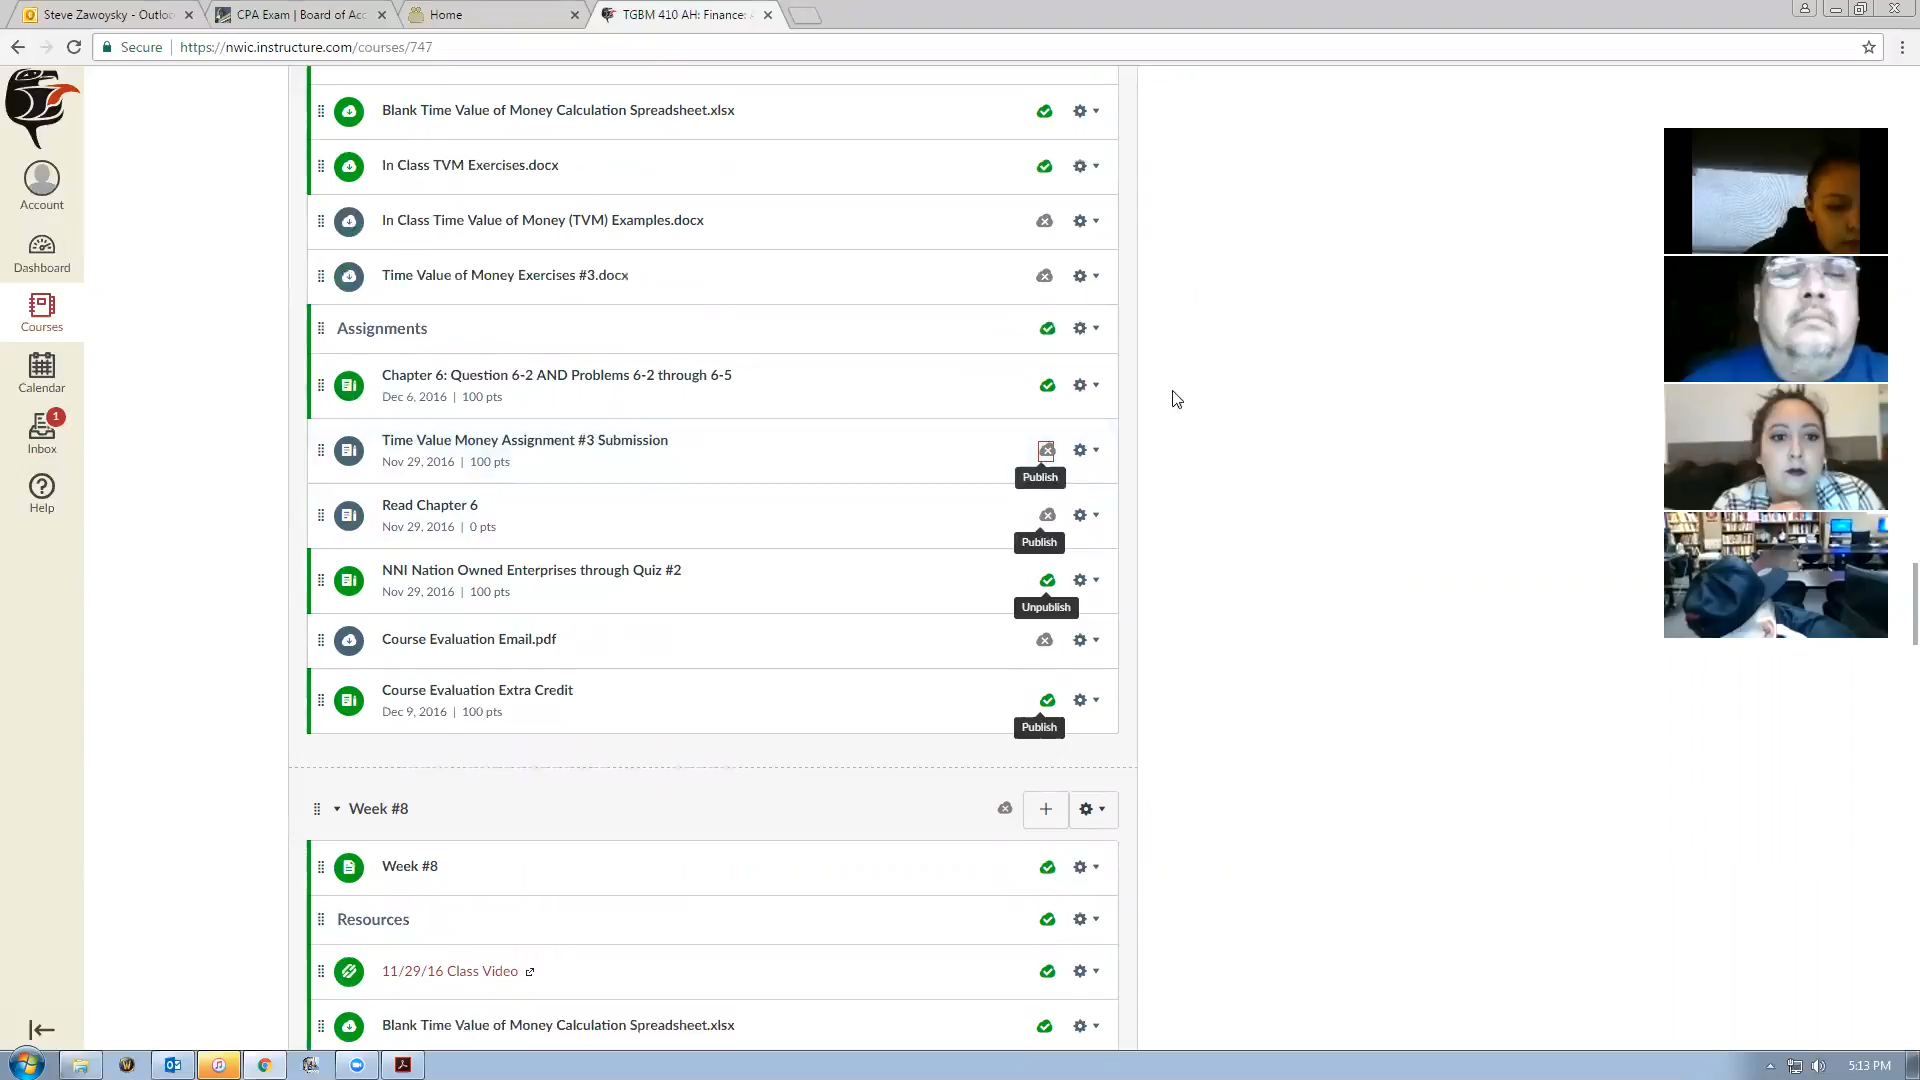 Steve Zawoysky - Outlo
CPA Exam | Board of Acc
Home
TGBM 410 AH: Finance:
Secure
https://nwic.instructure.com/courses/747
Account
Dashboard
Courses
Calendar
1
Inbox
Help
Blank Time Value of Money Calculation Spreadsheet.xlsx
In Class TVM Exercises.docx
In Class Time Value of Money (TVM) Examples.docx
Time Value of Money Exercises #3.docx
Assignments
Chapter 6: Question 6-2 AND Problems 6-2 through 6-5
Dec 6, 2016 | 100 pts
Time Value Money Assignment #3 Submission
Nov 29, 2016 | 100 pts
Publish
Read Chapter 6
Nov 29, 2016 | 0 pts
Publish
NNI Nation Owned Enterprises through Quiz #2
Nov 29, 2016 | 100 pts
Unpublish
Course Evaluation Email.pdf
Course Evaluation Extra Credit
Dec 9, 2016 | 100 pts
Publish
Week #8
Week #8
Resources
11/29/16 Class Video
Blank Time Value of Money Calculation Spreadsheet.xlsx
5:13 PM